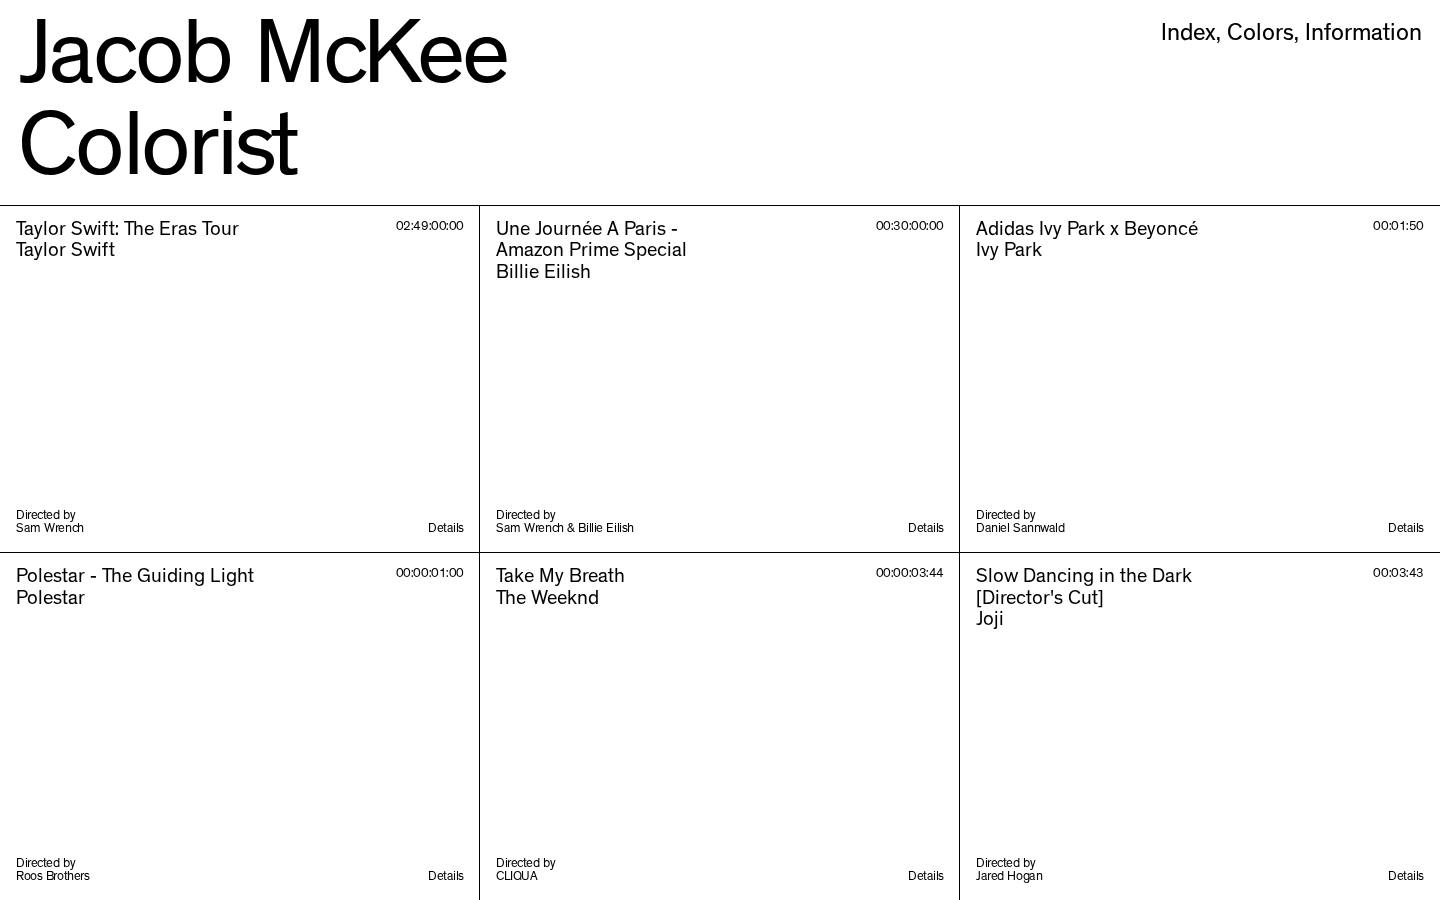 Jacob McKee
Colorist
Index, Colors, Information
Taylor Swift: The Eras Tour
Taylor Swift
02:49:00:00
Directed by
Sam Wrench
Details
Une Journée A Paris -
Amazon Prime Special
Billie Eilish
00:30:00:00
Directed by
Sam Wrench & Billie Eilish
Details
Adidas Ivy Park x Beyoncé
Ivy Park
00:01:50
Directed by
Daniel Sannwald
Details
Polestar - The Guiding Light
Polestar
00:00:01:00
Directed by
Roos Brothers
Details
Take My Breath
The Weeknd
00:00:03:44
Directed by
CLIQUA
Details
Slow Dancing in the Dark
[Director's Cut]
Joji
00:03:43
Directed by
Jared Hogan
Details